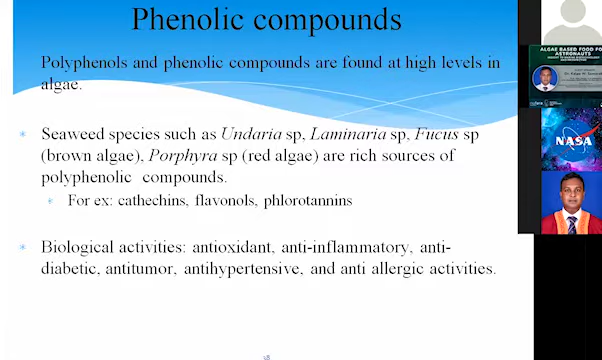 Phenolic compounds
Polyphenols and phenolic compounds are found at high levels in
algae.
Seaweed species such as Undaria sp, Laminaria sp, Fucus sp
(brown algae), Porphyra sp (red algae) are rich sources of
polyphenolic compounds.
For ex: cathechins, flavonols, phlorotannins
Biological activities: antioxidant, anti-inflammatory, anti-
diabetic, antitumor, antihypertensive, and anti allergic activities.
38
ALGAE BASED FOOD FO
ASTRONAUTS
NASA